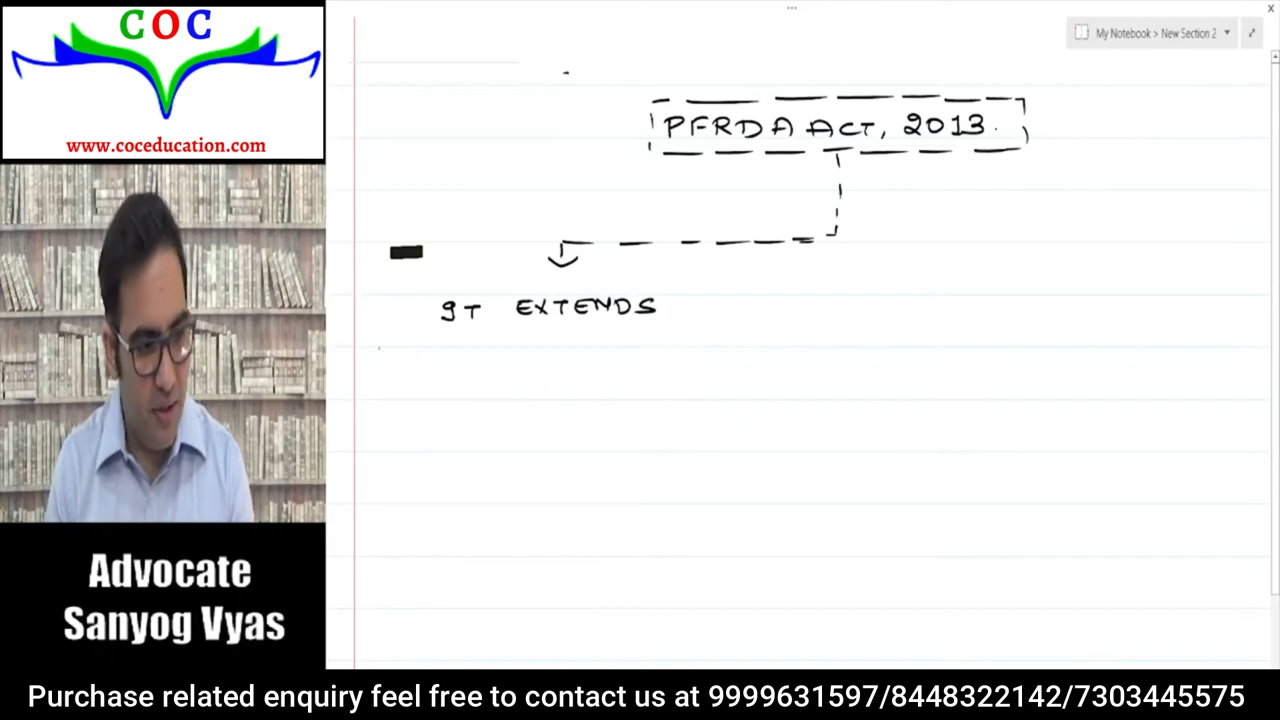 COC
www.coceducation.com
My Notebook > New Section 2
PFRDA ACT, 2013.
IT EXTENDS
Advocate
Sanyog Vyas
Purchase related enquiry feel free to contact us at 9999631597/8448322142/7303445575